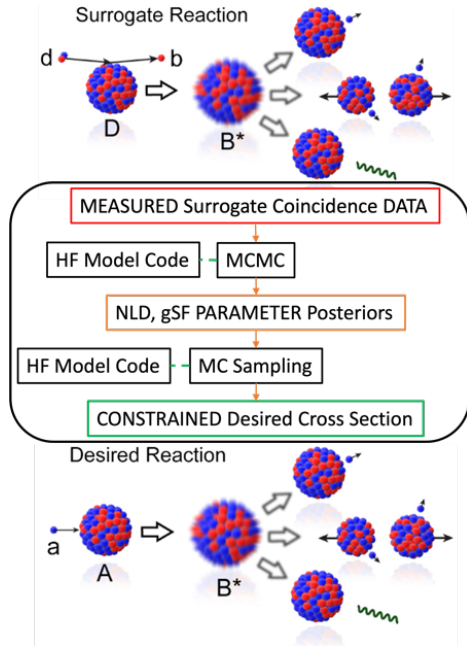 Surrogate Reaction
d
b
D
B*
MEASURED Surrogate Coincidence DATA
HF Model Code
MCMC
NLD, gSF PARAMETER Posteriors
HF Model Code
MC Sampling
CONSTRAINED Desired Cross Section
Desired Reaction
a
A
B*